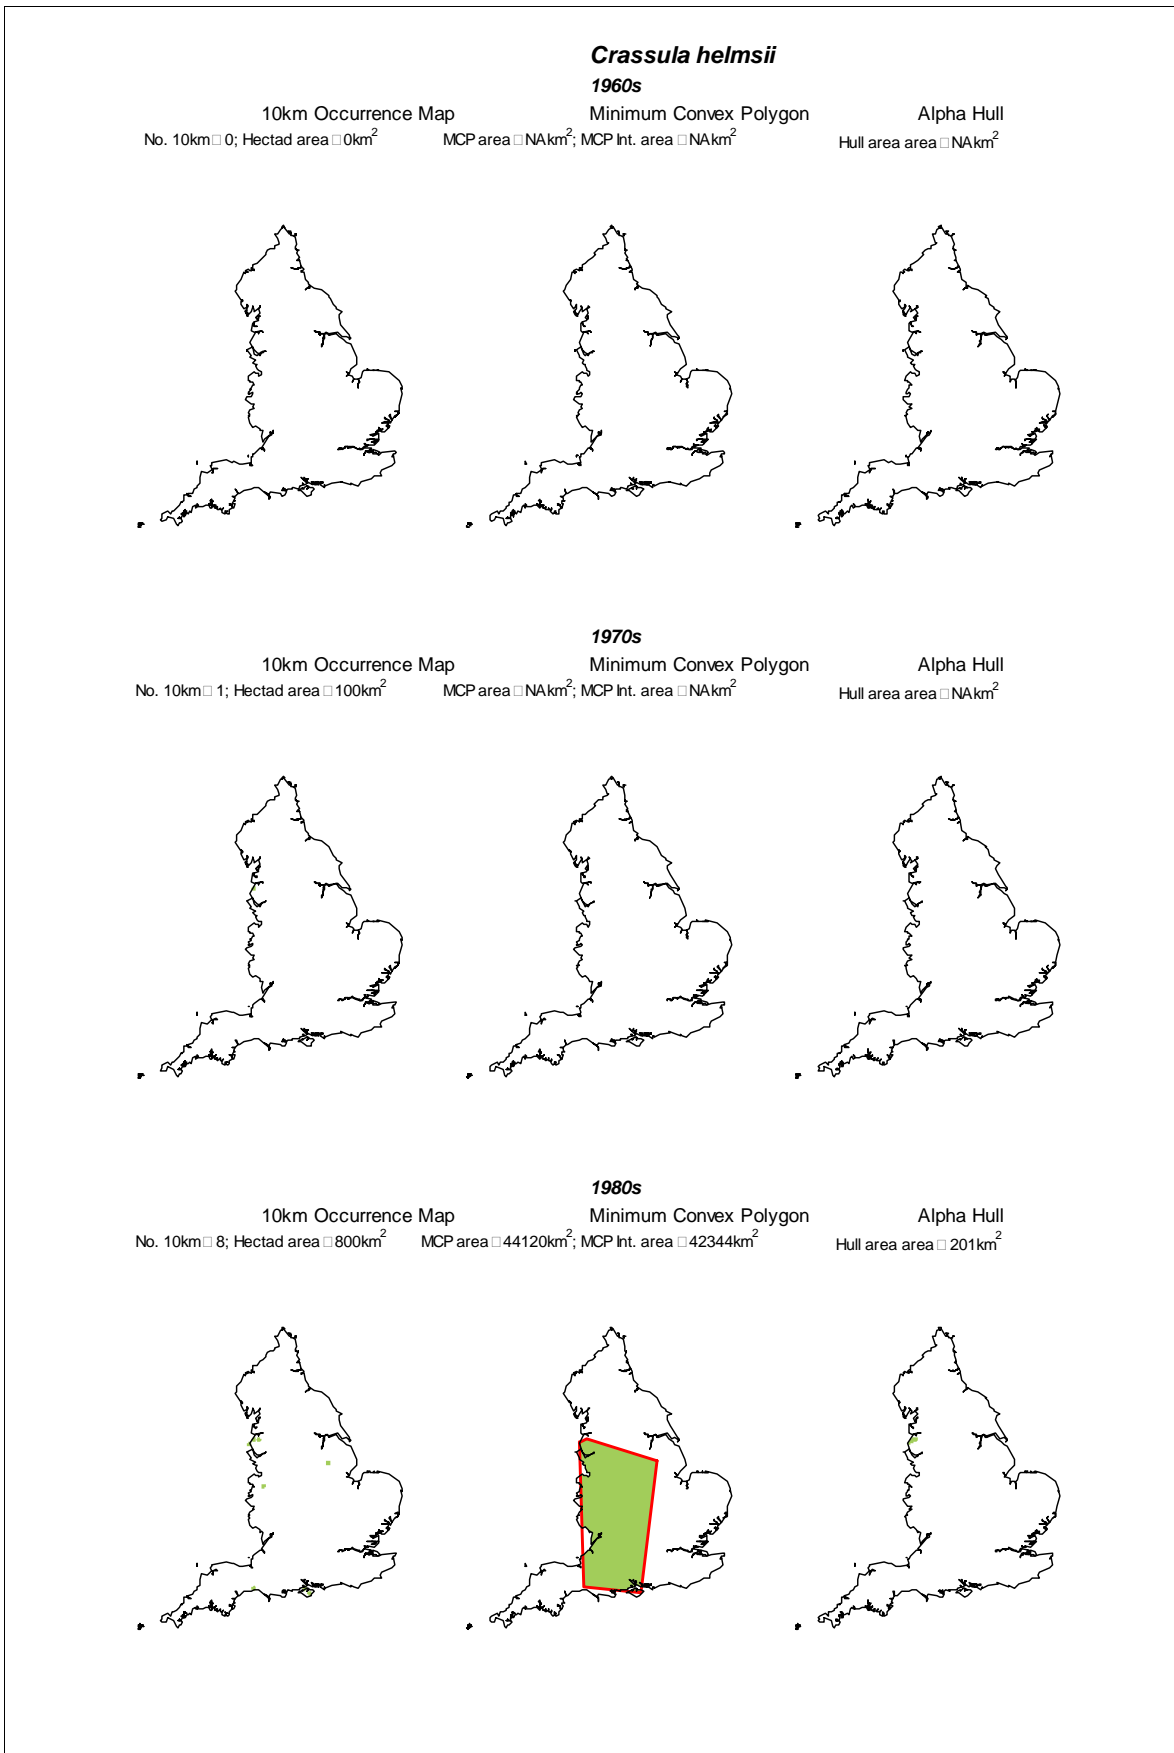 Crassula helmsii
1960s
10km Occurrence Map Minimum Convex Polygon Alpha Hull
No. 10km□0; Hectad area □0km² MCP area □NAkm²; MCP Int. area □NAkm² Hull area area □NAkm²
1970s
10km Occurrence Map Minimum Convex Polygon Alpha Hull
No. 10km□1; Hectad area □100km² MCP area □NAkm²; MCP Int. area □NAkm² Hull area area □NAkm²
1980s
10km Occurrence Map Minimum Convex Polygon Alpha Hull
No. 10km□8; Hectad area □800km² MCP area □44120km²; MCP Int. area □42344km² Hull area area □201km²